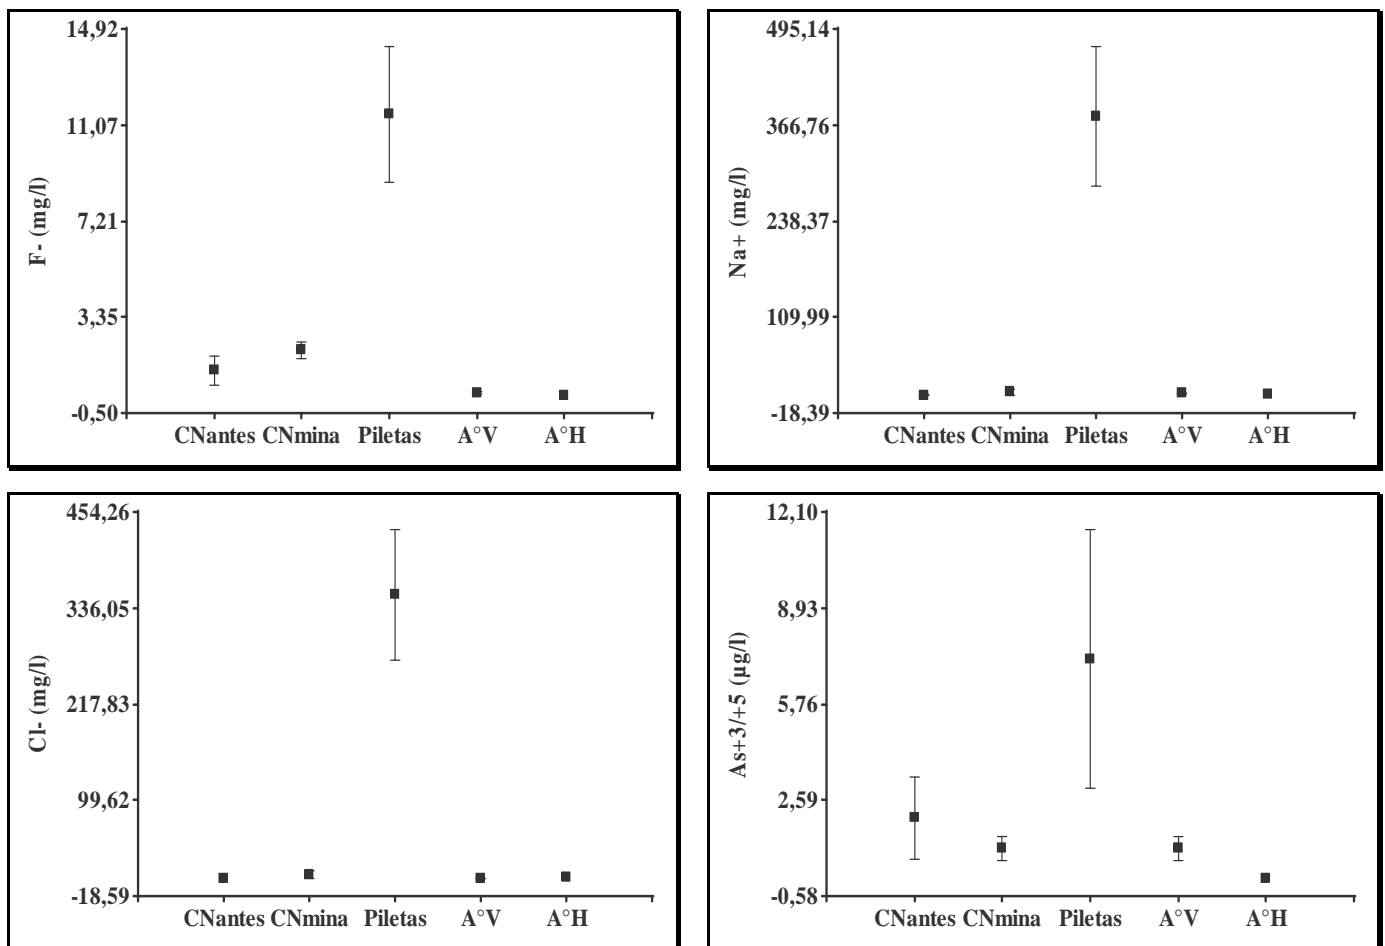 14,92
11,07
7,21
3,35
-0,50
F- (mg/l)
CNantes CNmina Piletas A°V A°H
495,14
366,76
238,37
109,99
-18,39
Na+ (mg/l)
CNantes CNmina Piletas A°V A°H
454,26
336,05
217,83
99,62
-18,59
Cl- (mg/l)
CNantes CNmina Piletas A°V A°H
12,10
8,93
5,76
2,59
-0,58
As+3/+5 (µg/l)
CNantes CNmina Piletas A°V A°H